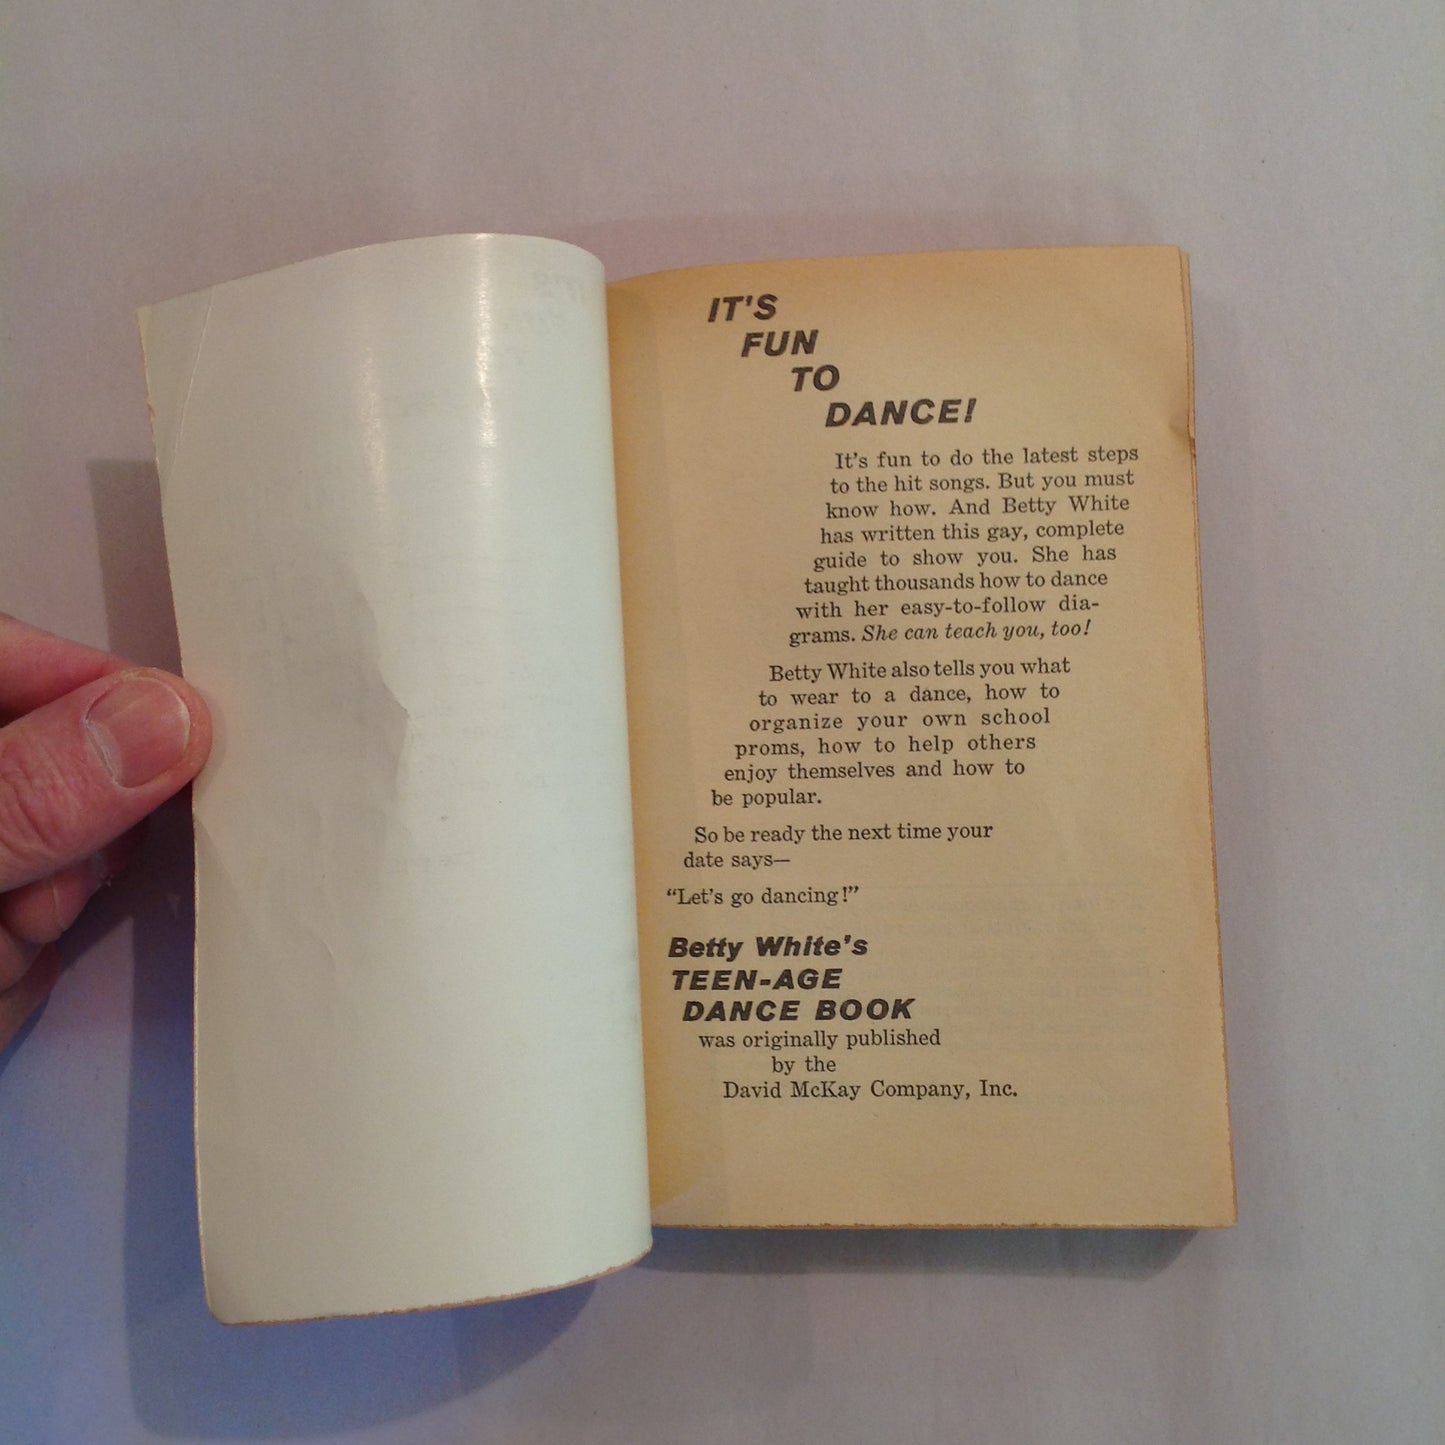 IT'S
FUN
TO
DANCE!
It's fun to do the latest steps
to the hit songs. But you must
know how. And Betty White
has written this gay, complete
guide to show you. She has
taught thousands how to dance
with her easy-to-follow dia-
grams. She can teach you, too!
Betty White also tells you what
to wear to a dance, how to
organize your own school
proms, how to help others
enjoy themselves and how to
be popular.
So be ready the next time your
date says—
“Let's go dancing!”
Betty White's
TEEN-AGE
DANCE BOOK
was originally published
by the
David McKay Company, Inc.